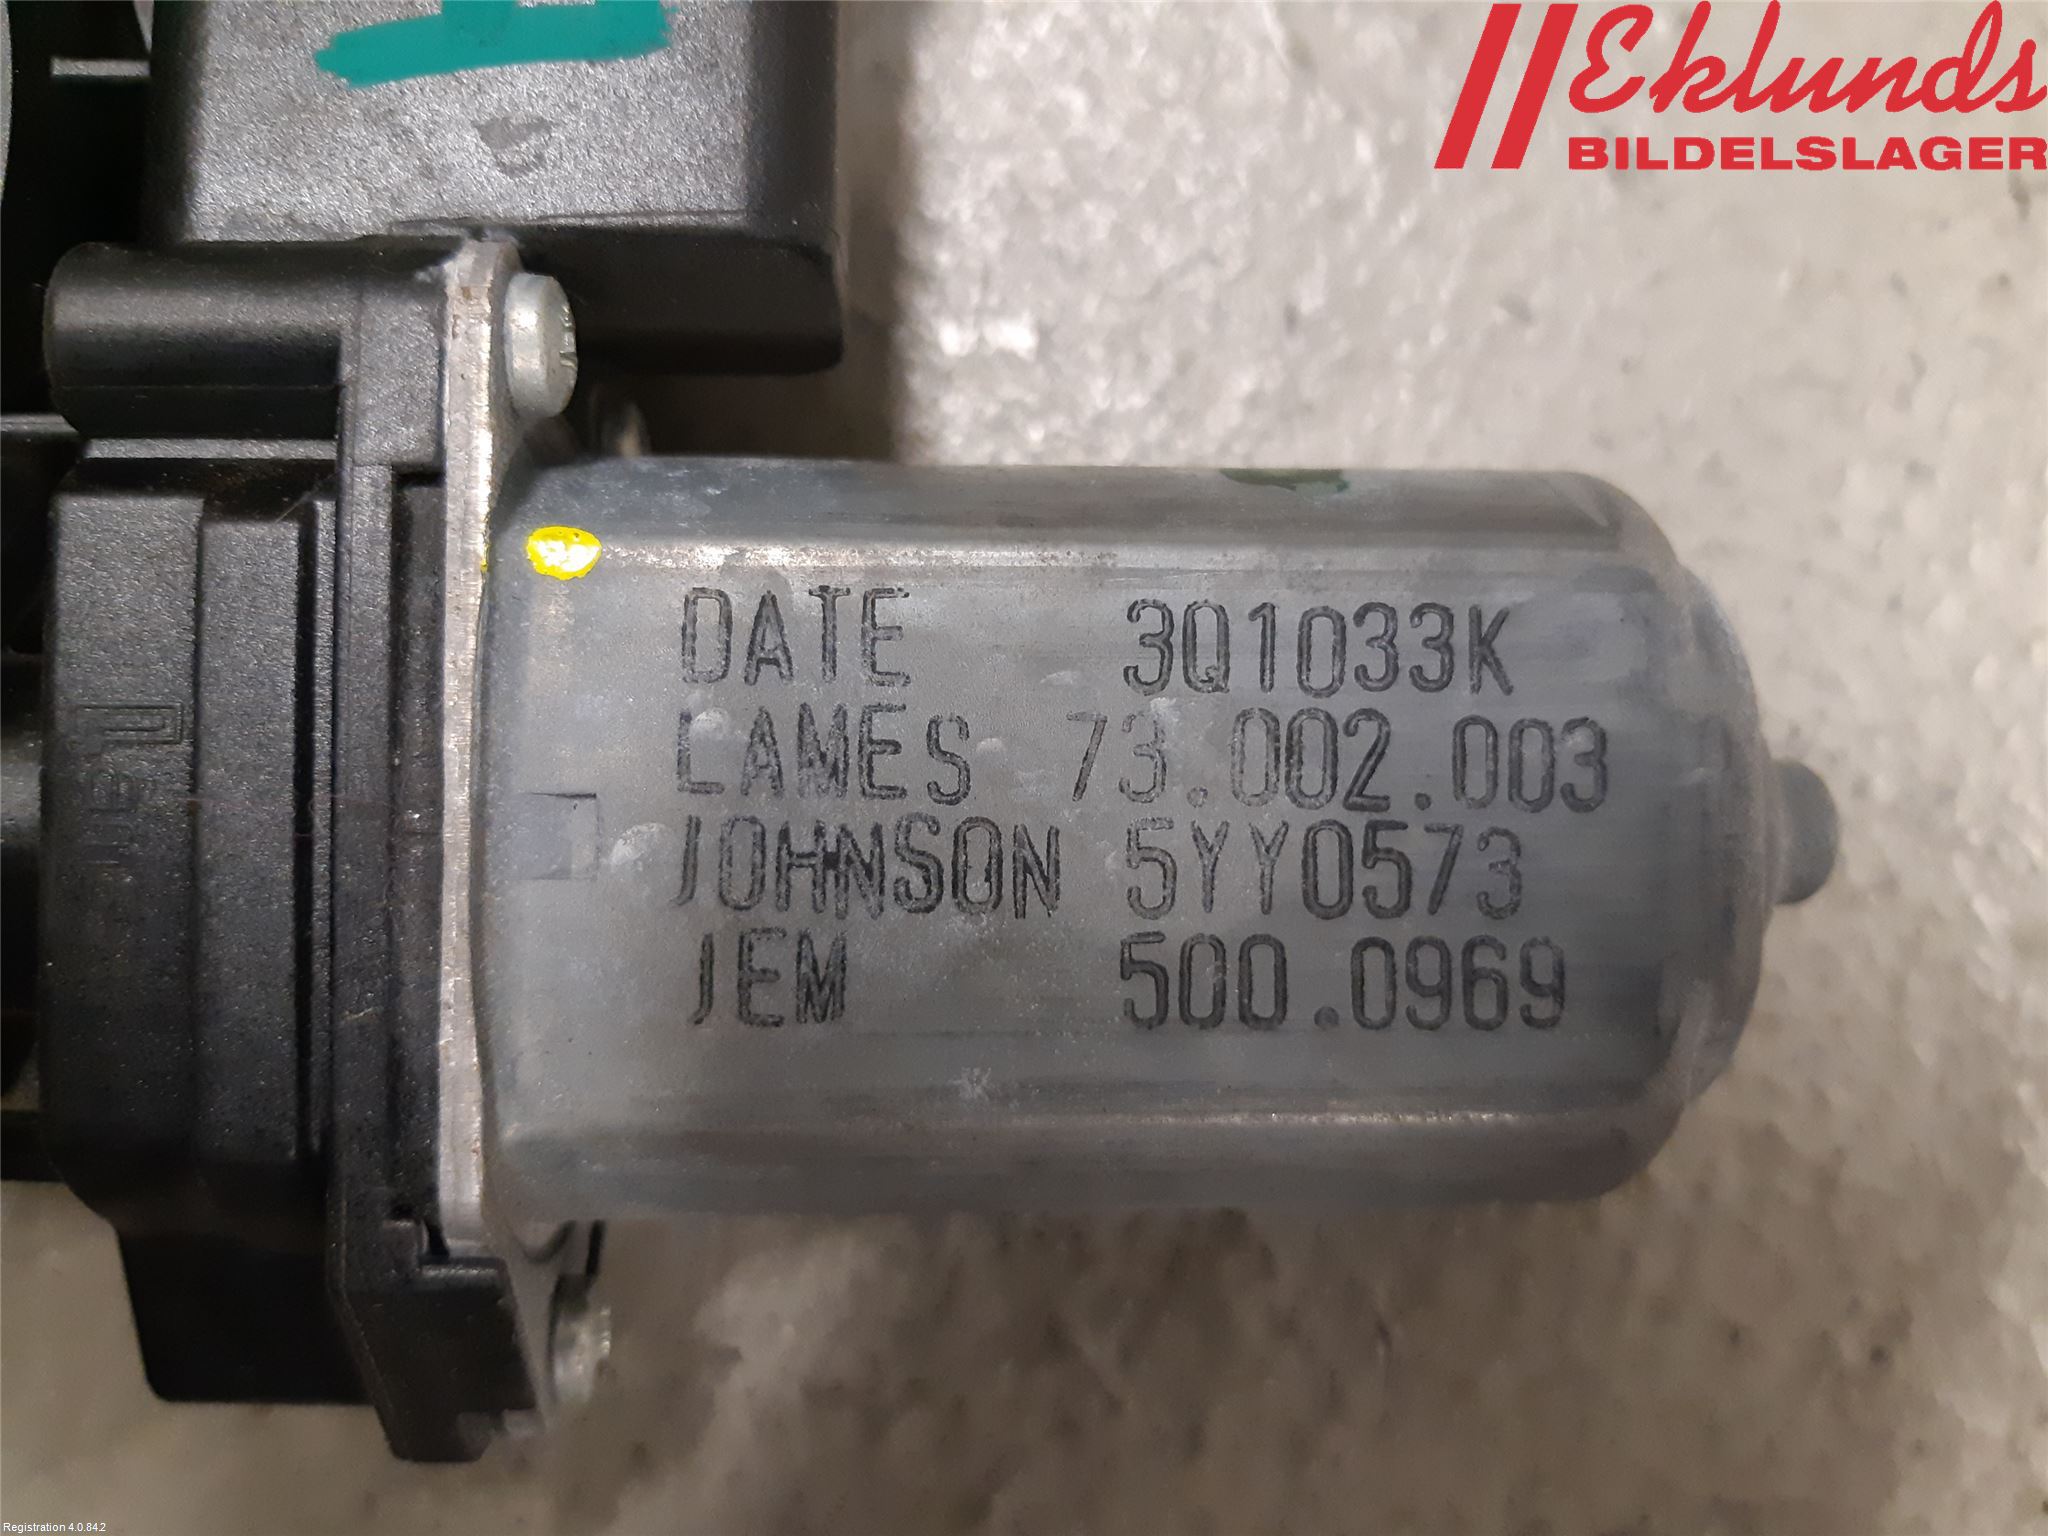 Eklunds
BILDELSLAGER
DATE 3Q1033K
LAMES 73.002.003
JOHNSON 5YY0573
JEM 500.0969
Registration 4.0.84.2